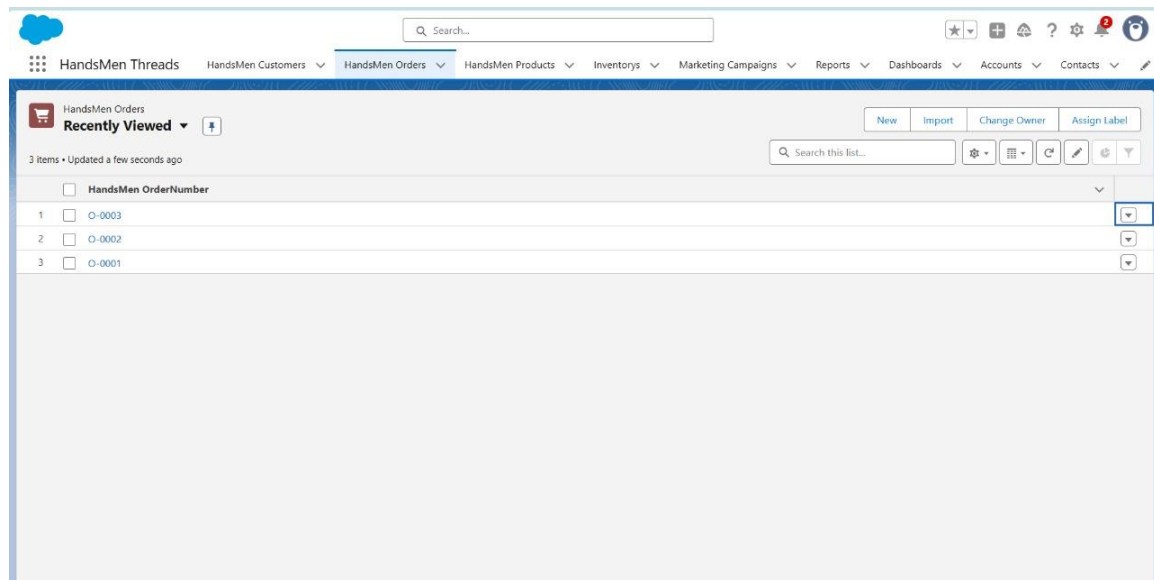 Search...
2
HandsMen Threads HandsMen Customers HandsMen Orders HandsMen Products Inventorys Marketing Campaigns Reports Dashboards Accounts Contacts
HandsMen Orders
Recently Viewed
New Import Change Owner Assign Label
3 items • Updated a few seconds ago
Search this list...
HandsMen OrderNumber
1 O-0003
2 O-0002
3 O-0001